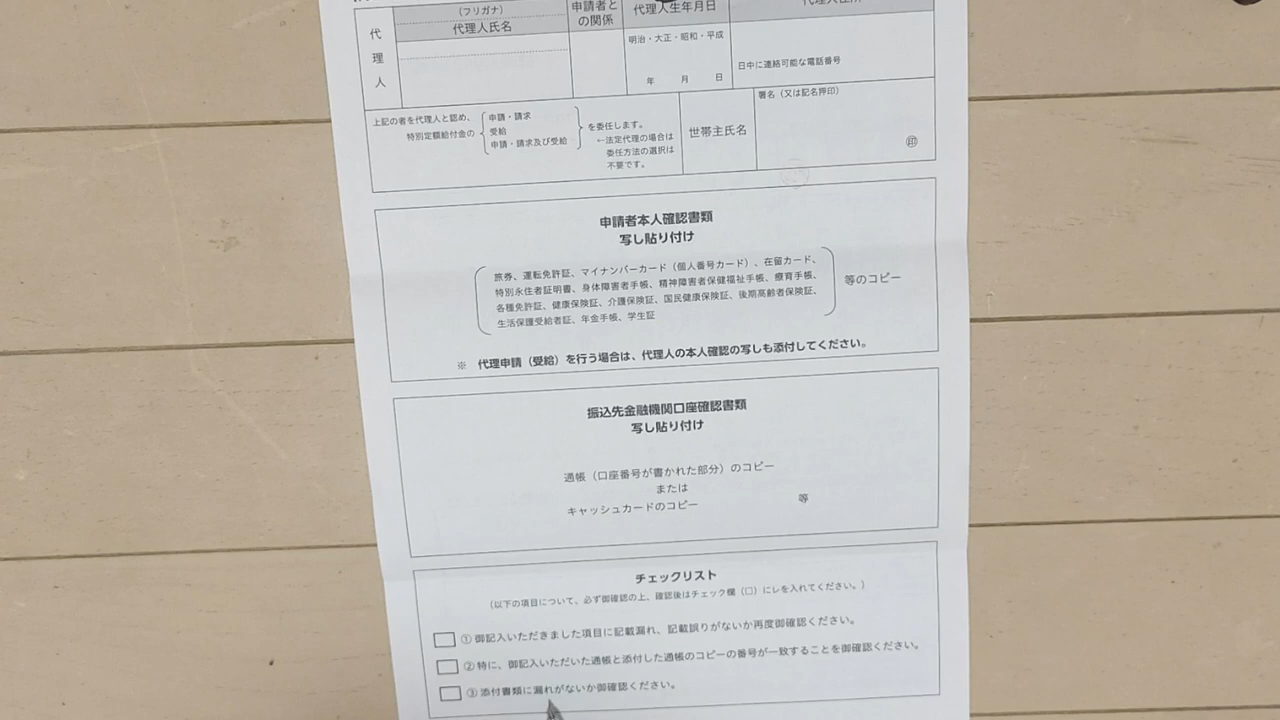 代理人
(フリガナ)
代理人氏名
申請者と
の関係
代理人生年月日
明治・大正・昭和・平成
年 月 日
日中に連絡可能な電話番号
上記の者を代理人と認め、
特別定額給付金の
申請・請求
受給
申請・請求及び受給
を委任します。
←法定代理の場合は
委任方法の選択は
不要です。
世帯主氏名
署名（又は記名押印）
㊞
申請者本人確認書類
写し貼り付け
旅券、運転免許証、マイナンバーカード（個人番号カード）、在留カード、
特別永住者証明書、身体障害者手帳、精神障害者保健福祉手帳、療育手帳、
各種免許証、健康保険証、介護保険証、国民健康保険証、後期高齢者保険証、
生活保護受給者証、年金手帳、学生証
等のコピー
※ 代理申請（受給）を行う場合は、代理人の本人確認の写しも添付してください。
振込先金融機関口座確認書類
写し貼り付け
通帳（口座番号が書かれた部分）のコピー
または
キャッシュカードのコピー
等
チェックリスト
（以下の項目について、必ず御確認の上、確認後はチェック欄（□）にレを入れてください。）
① 御記入いただきました項目に記載漏れ、記載誤りがないか再度御確認ください。
② 特に、御記入いただいた通帳と添付した通帳のコピーの番号が一致することを御確認ください。
③ 添付書類に漏れがないか御確認ください。